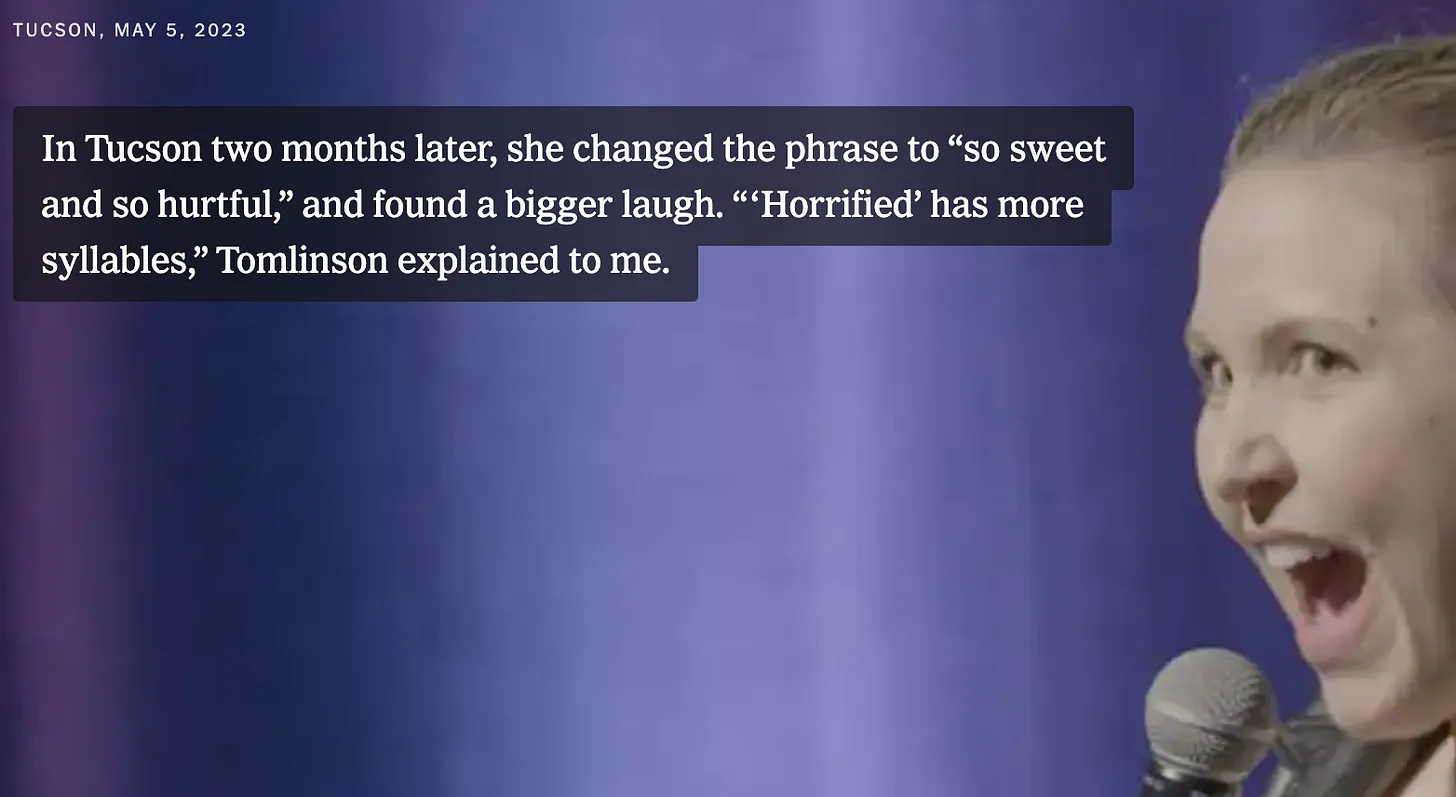 TUCSON, MAY 5, 2023
In Tucson two months later, she changed the phrase to “so sweet
and so hurtful,” and found a bigger laugh. “‘Horrified’ has more
syllables,” Tomlinson explained to me.